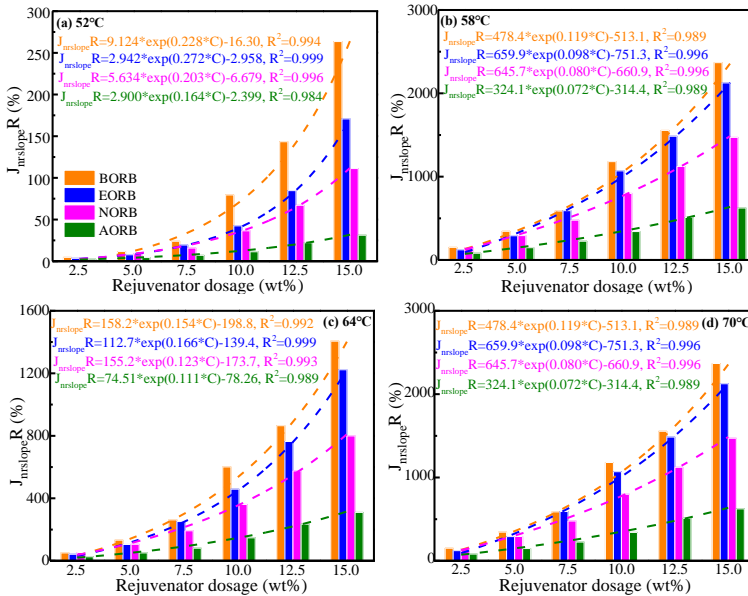 (a) 52℃
J_nrslopeR=9.124*exp(0.228*C)-16.30, R²=0.994
J_nrslopeR=2.942*exp(0.272*C)-2.958, R²=0.999
J_nrslopeR=5.634*exp(0.203*C)-6.679, R²=0.996
J_nrslopeR=2.900*exp(0.164*C)-2.399, R²=0.984
BORB
EORB
NORB
AORB
J_nrslopeR (%)
300
250
200
150
100
50
0
2.5 5.0 7.5 10.0 12.5 15.0
Rejuvenator dosage (wt%)
(b) 58℃
J_nrslopeR=478.4*exp(0.119*C)-513.1, R²=0.989
J_nrslopeR=659.9*exp(0.098*C)-751.3, R²=0.996
J_nrslopeR=645.7*exp(0.080*C)-660.9, R²=0.996
J_nrslopeR=324.1*exp(0.072*C)-314.4, R²=0.989
J_nrslopeR (%)
3000
2000
1000
0
2.5 5.0 7.5 10.0 12.5 15.0
Rejuvenator dosage (wt%)
(c) 64℃
J_nrslopeR=158.2*exp(0.154*C)-198.8, R²=0.992
J_nrslopeR=112.7*exp(0.166*C)-139.4, R²=0.999
J_nrslopeR=155.2*exp(0.123*C)-173.7, R²=0.993
J_nrslopeR=74.51*exp(0.111*C)-78.26, R²=0.989
J_nrslopeR (%)
1600
1200
800
400
0
2.5 5.0 7.5 10.0 12.5 15.0
Rejuvenator dosage (wt%)
(d) 70℃
J_nrslopeR=478.4*exp(0.119*C)-513.1, R²=0.989
J_nrslopeR=659.9*exp(0.098*C)-751.3, R²=0.996
J_nrslopeR=645.7*exp(0.080*C)-660.9, R²=0.996
J_nrslopeR=324.1*exp(0.072*C)-314.4, R²=0.989
J_nrslopeR (%)
3000
2000
1000
0
2.5 5.0 7.5 10.0 12.5 15.0
Rejuvenator dosage (wt%)